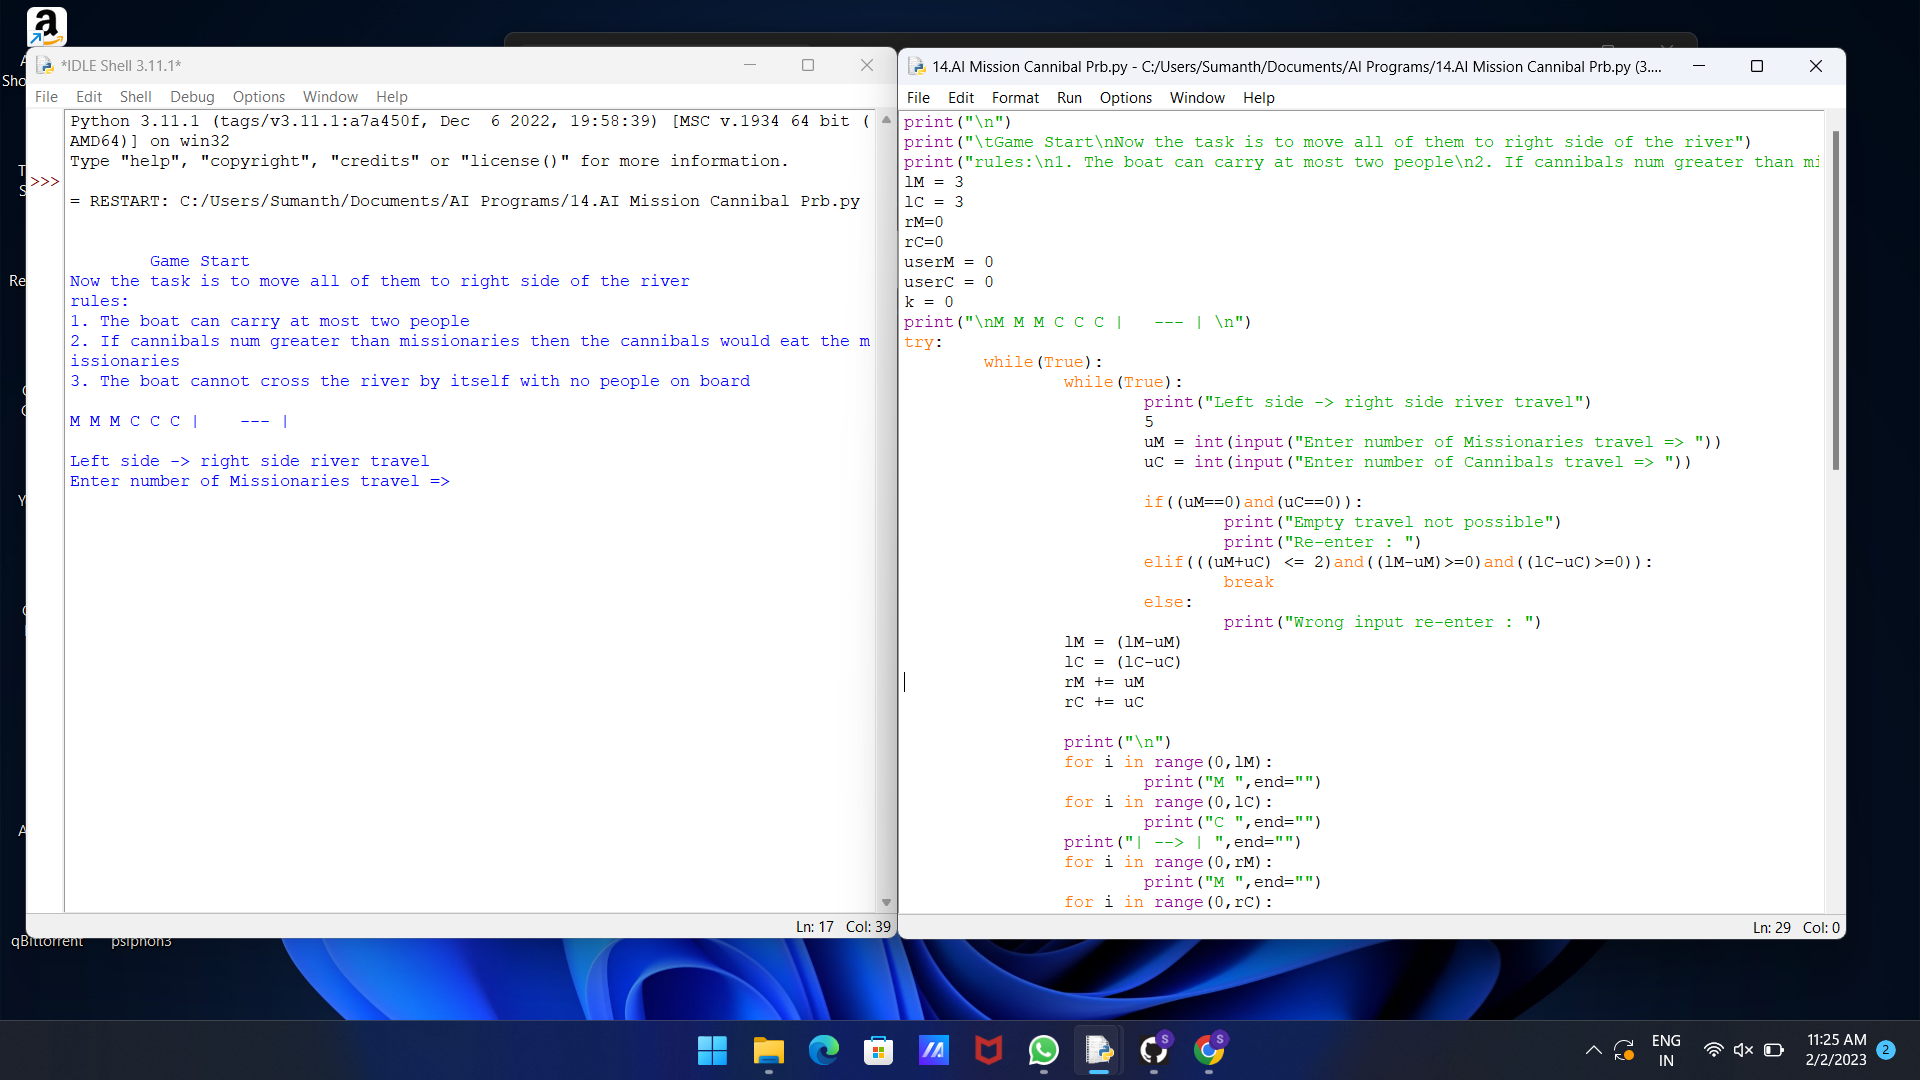 *IDLE Shell 3.11.1*
File Edit Shell Debug Options Window Help
Python 3.11.1 (tags/v3.11.1:a7a450f, Dec  6 2022, 19:58:39) [MSC v.1934 64 bit (
AMD64)] on win32
Type "help", "copyright", "credits" or "license()" for more information.
>>>
= RESTART: C:/Users/Sumanth/Documents/AI Programs/14.AI Mission Cannibal Prb.py
Game Start
Now the task is to move all of them to right side of the river
rules:
1. The boat can carry at most two people
2. If cannibals num greater than missionaries then the cannibals would eat the m
issionaries
3. The boat cannot cross the river by itself with no people on board
M M M C C C |    --- |
Left side -> right side river travel
Enter number of Missionaries travel =>
Ln: 17 Col: 39
14.AI Mission Cannibal Prb.py - C:/Users/Sumanth/Documents/AI Programs/14.AI Mission Cannibal Prb.py (3....
File Edit Format Run Options Window Help
print("\n")
print("\tGame Start\nNow the task is to move all of them to right side of the river")
print("rules:\n1. The boat can carry at most two people\n2. If cannibals num greater than mi
lM = 3
lC = 3
rM=0
rC=0
userM = 0
userC = 0
k = 0
print("\nM M M C C C |   --- | \n")
try:
while(True):
while(True):
print("Left side -> right side river travel")
5
uM = int(input("Enter number of Missionaries travel => "))
uC = int(input("Enter number of Cannibals travel => "))
if((uM==0)and(uC==0)):
print("Empty travel not possible")
print("Re-enter : ")
elif(((uM+uC) <= 2)and((lM-uM)>=0)and((lC-uC)>=0)):
break
else:
print("Wrong input re-enter : ")
lM = (lM-uM)
lC = (lC-uC)
rM += uM
rC += uC
print("\n")
for i in range(0,lM):
print("M ",end="")
for i in range(0,lC):
print("C ",end="")
print("| --> | ",end="")
for i in range(0,rM):
print("M ",end="")
for i in range(0,rC):
Ln: 29 Col: 0
qBittorrent psiphon3
ENG
IN
11:25 AM
2/2/2023
2